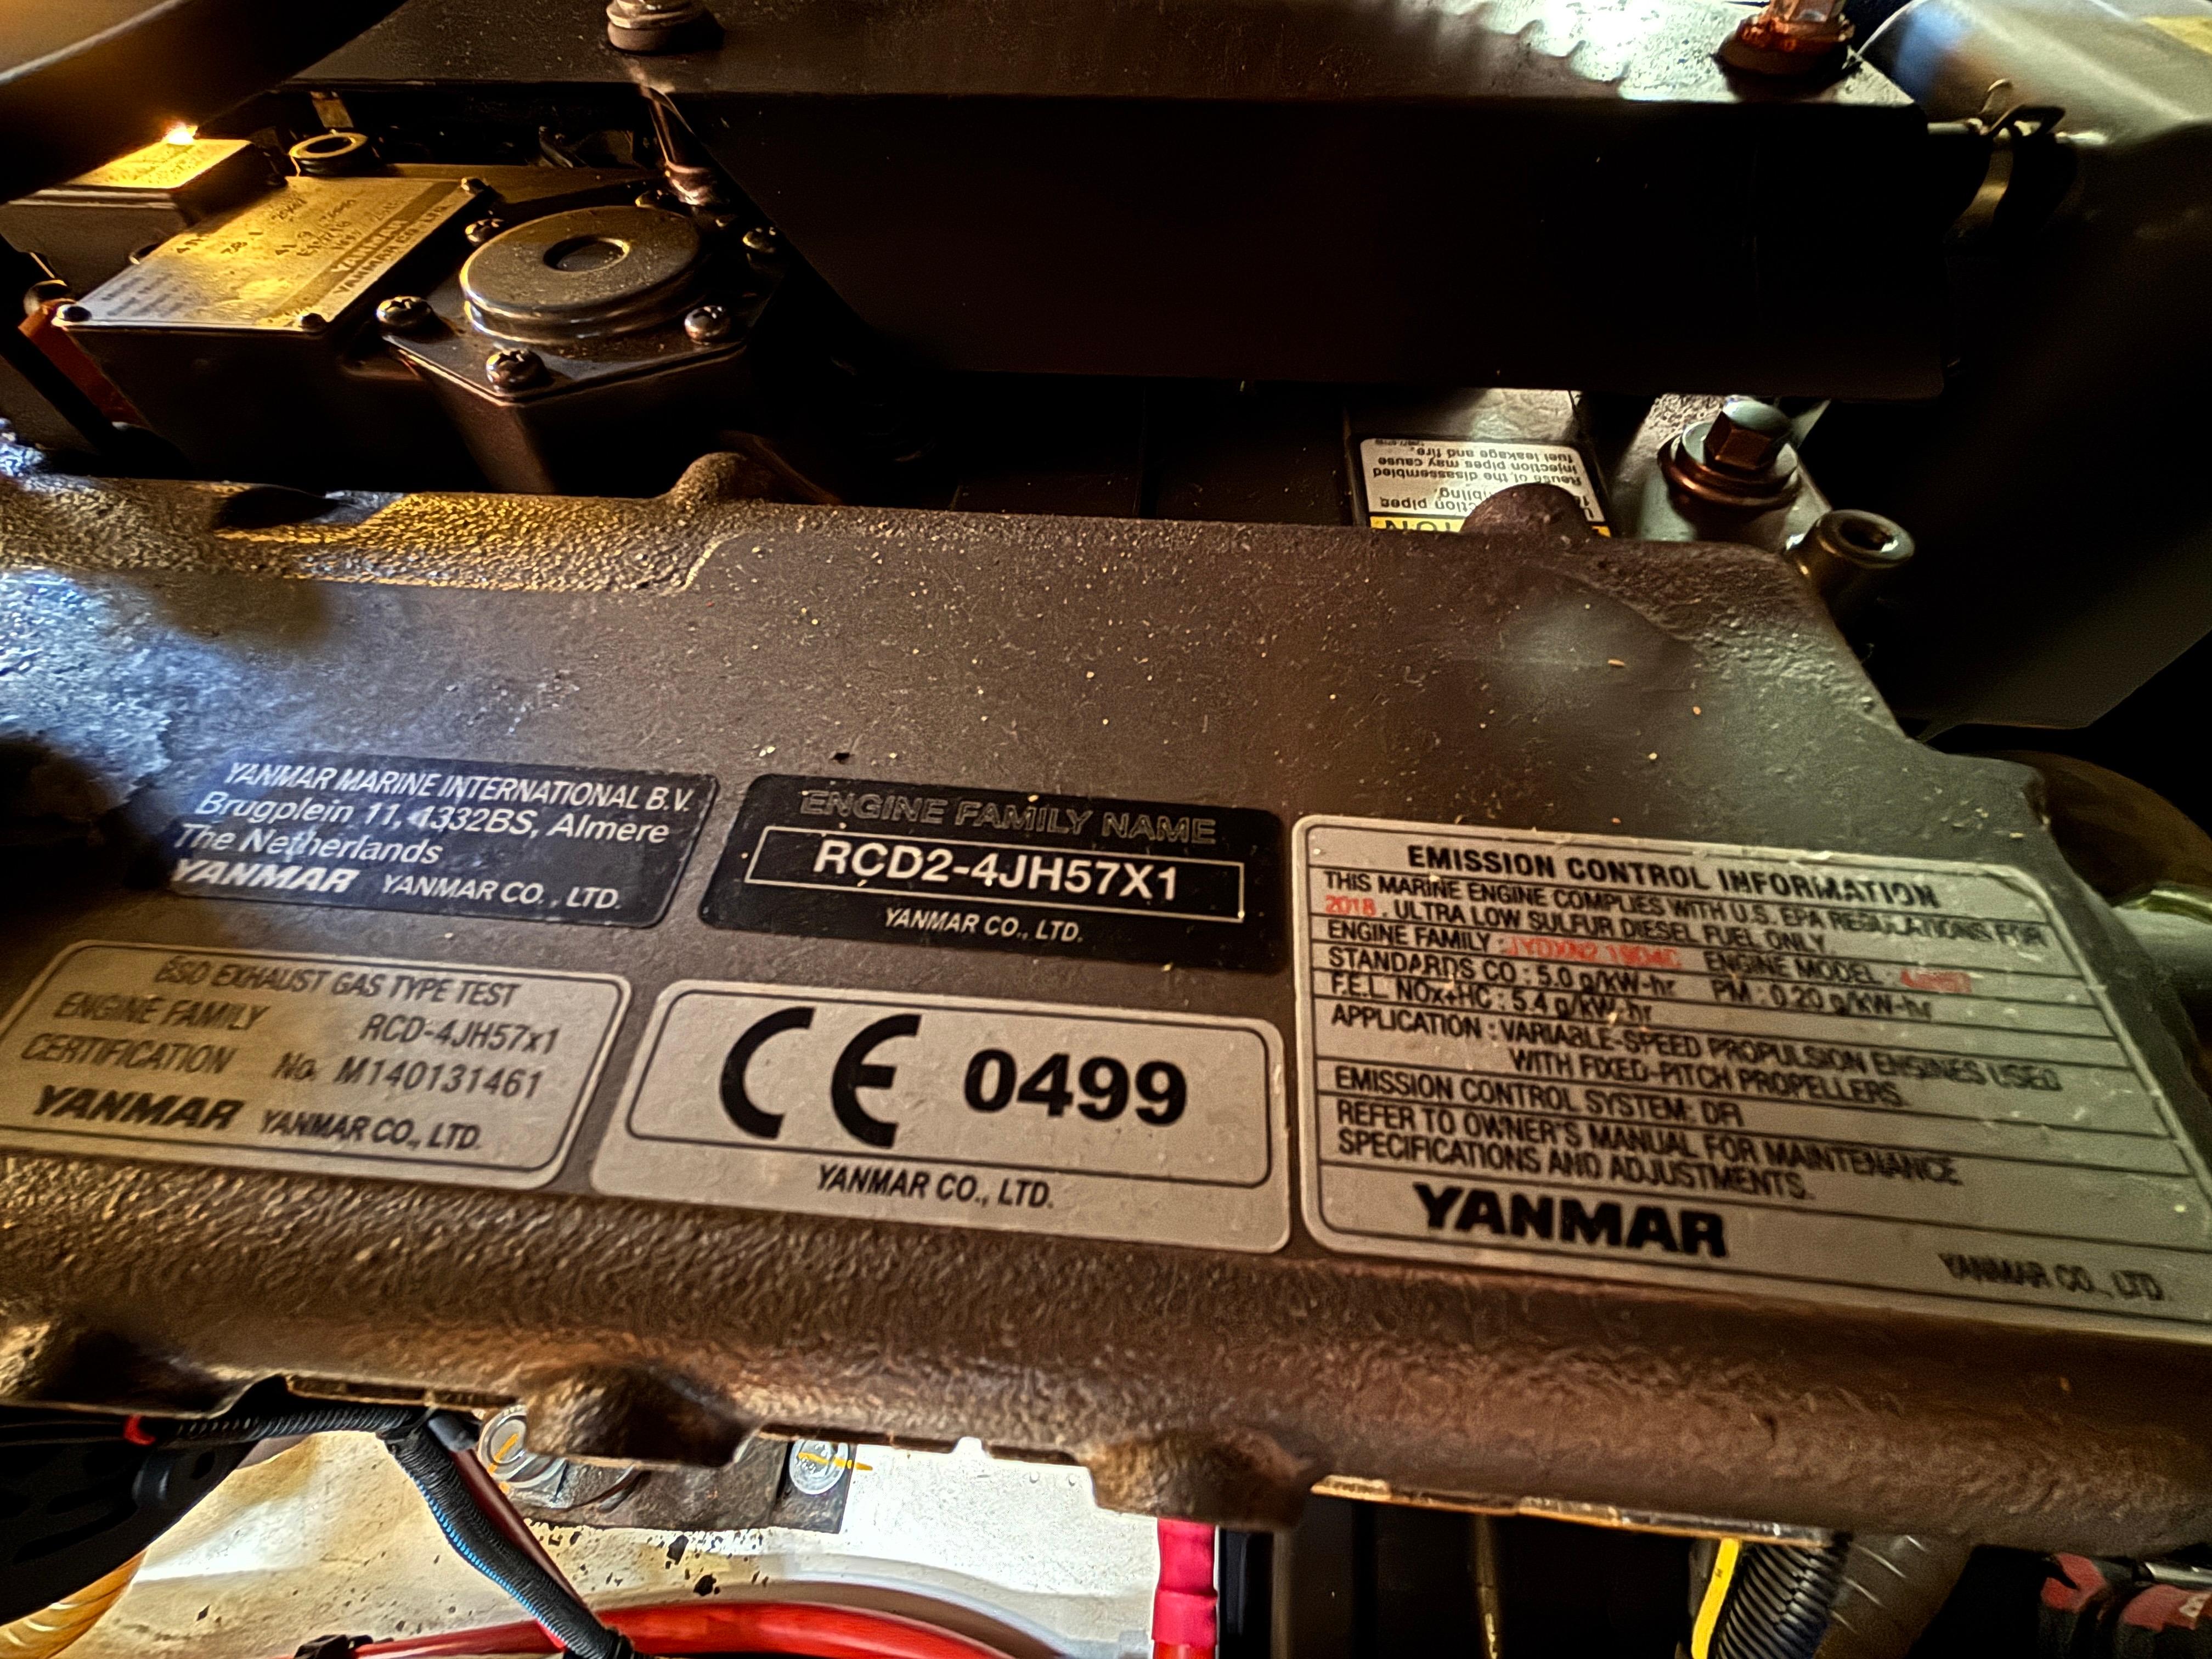 YANMAR
YANMAR CO., LTD.
Injection pipes may cause
Reuse of the disassembled
fuel leakage and fire.
YANMAR MARINE INTERNATIONAL B.V.
Brugplein 11, 1332BS, Almere
The Netherlands
YANMAR YANMAR CO., LTD.
ENGINE FAMILY NAME
RCD2-4JH57X1
YANMAR CO., LTD.
BSO EXHAUST GAS TYPE TEST
ENGINE FAMILY RCD-4JH57x1
CERTIFICATION No. M140131461
YANMAR YANMAR CO., LTD.
CE 0499
YANMAR CO., LTD.
EMISSION CONTROL INFORMATION
THIS MARINE ENGINE COMPLIES WITH U.S. EPA REGULATIONS FOR
2018. ULTRA LOW SULFUR DIESEL FUEL ONLY.
ENGINE FAMILY : ENGINE MODEL : 4JH57
STANDARDS CO : 5.0 g/kW-hr PM : 0.20 g/kW-hr
F.E.L. NOx+HC : 5.4 g/kW-hr
APPLICATION : VARIABLE-SPEED PROPULSION ENGINES USED
WITH FIXED-PITCH PROPELLERS.
EMISSION CONTROL SYSTEM: DFI
REFER TO OWNER'S MANUAL FOR MAINTENANCE
SPECIFICATIONS AND ADJUSTMENTS.
YANMAR
YANMAR CO., LTD.